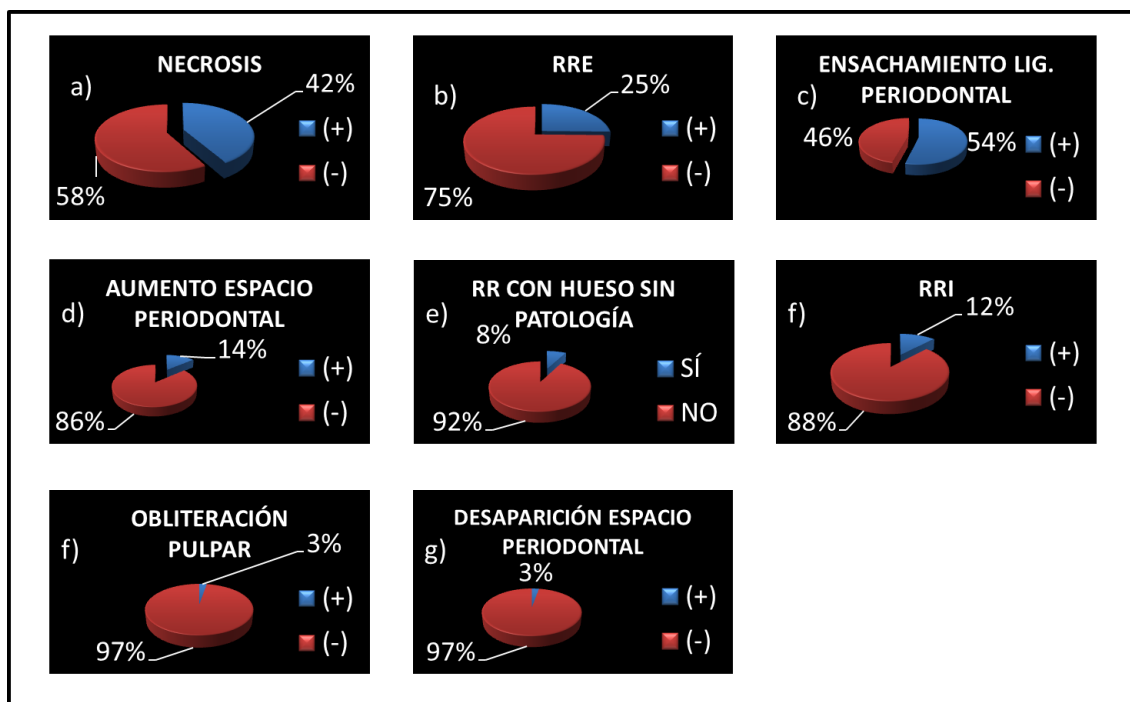 a)
NECROSIS
42%
58%
(+)
(-)
b)
RRE
25%
75%
(+)
(-)
c)
ENSACHAMIENTO LIG.
PERIODONTAL
46%
54%
(+)
(-)
d)
AUMENTO ESPACIO
PERIODONTAL
14%
86%
(+)
(-)
e)
RR CON HUESO SIN
PATOLOGÍA
8%
92%
SÍ
NO
f)
RRI
12%
88%
(+)
(-)
f)
OBLITERACIÓN
PULPAR
3%
97%
(+)
(-)
g)
DESAPARICIÓN ESPACIO
PERIODONTAL
3%
97%
(+)
(-)